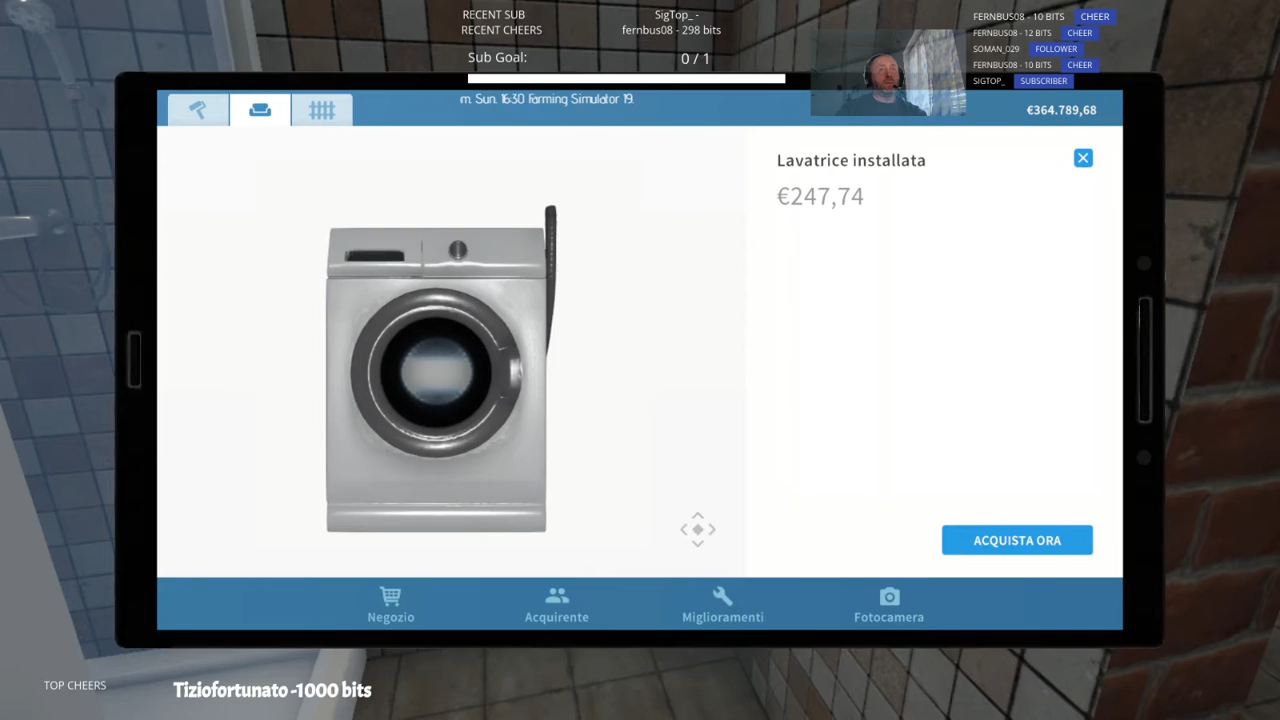 RECENT SUB
SigTop_ -
RECENT CHEERS
fernbus08 - 298 bits
Sub Goal:
0 / 1
FERNBUS08 - 10 BITS CHEER
FERNBUS08 - 12 BITS CHEER
SOMAN_029 FOLLOWER
FERNBUS08 - 10 BITS CHEER
SIGTOP_ SUBSCRIBER
m. Sun. 16:30 Farming Simulator 19.
€364.789,68
Lavatrice installata
€247,74
ACQUISTA ORA
Negozio
Acquirente
Miglioramenti
Fotocamera
TOP CHEERS
Tiziofortunato -1000 bits